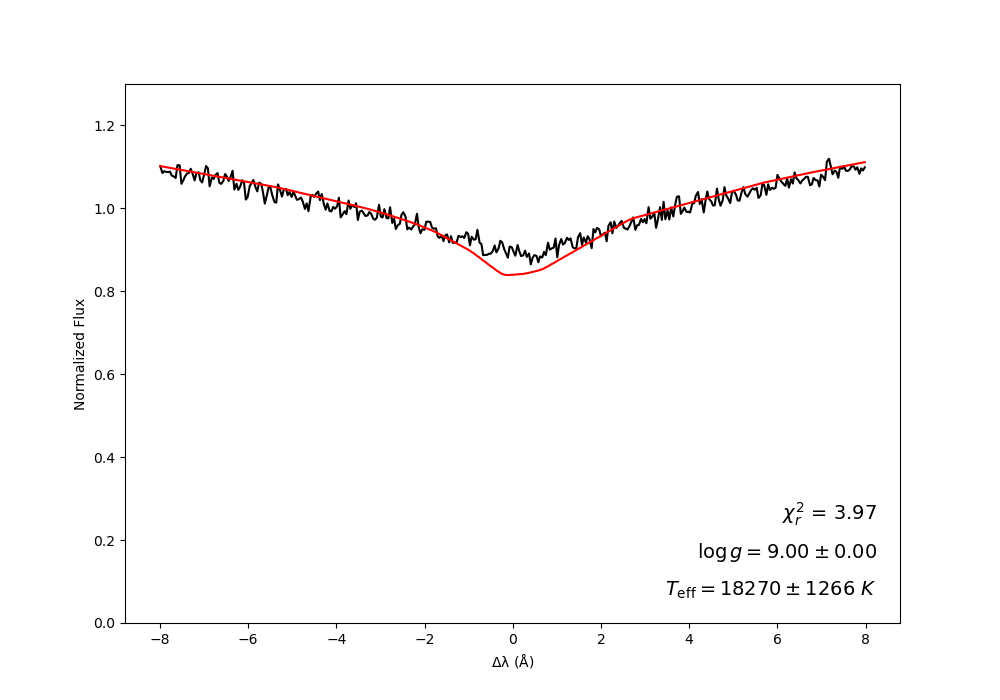 Normalized Flux
1.2
1.0
0.8
0.6
0.4
0.2
0.0
χ²ᵣ = 3.97
log g = 9.00 ± 0.00
T_eff = 18270 ± 1266 K
−8 −6 −4 −2 0 2 4 6 8
Δλ (Å)